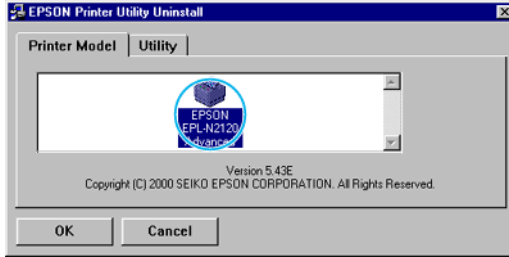 EPSON Printer Utility Uninstall
Printer Model Utility
EPSON
EPL-N2120
Advanced
Version 5.43E
Copyright (C) 2000 SEIKO EPSON CORPORATION. All Rights Reserved.
OK Cancel